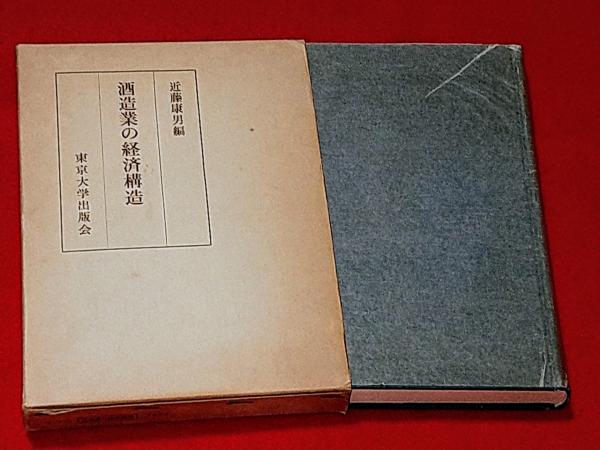 近藤康男編
酒造業の経済構造
東京大学出版会